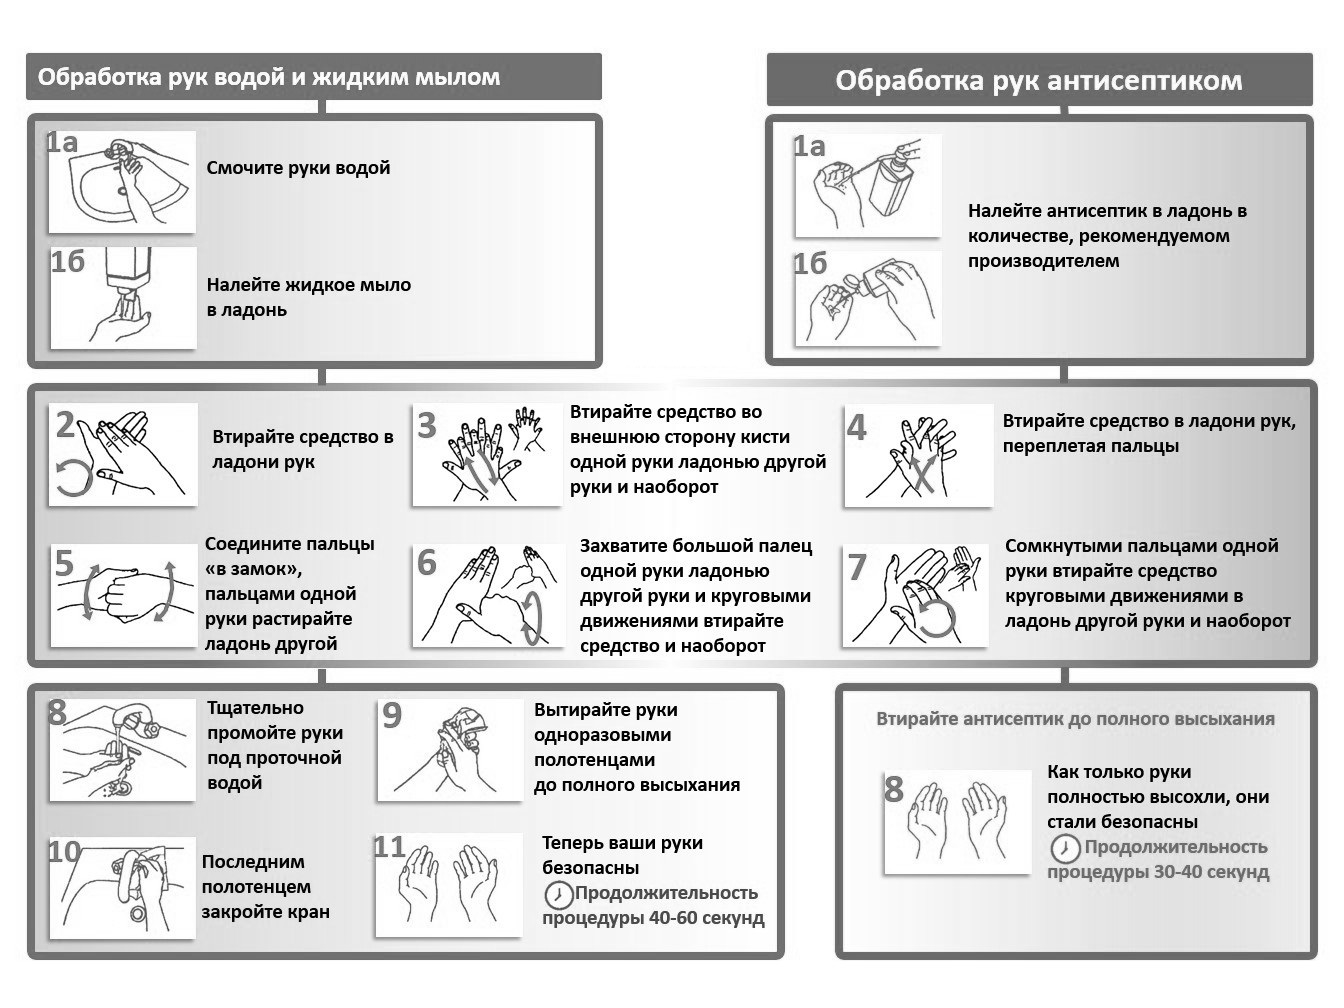 Обработка рук водой и жидким мылом
1а
Смочите руки водой
1б
Налейте жидкое мыло
в ладонь
Обработка рук антисептиком
1а
1б
Налейте антисептик в ладонь в
количестве, рекомендуемом
производителем
2
Втирайте средство в
ладони рук
3
Втирайте средство во
внешнюю сторону кисти
одной руки ладонью другой
руки и наоборот
4
Втирайте средство в ладони рук,
переплетая пальцы
5
Соедините пальцы
«в замок»,
пальцами одной
руки растирайте
ладонь другой
6
Захватите большой палец
одной руки ладонью
другой руки и круговыми
движениями втирайте
средство и наоборот
7
Сомкнутыми пальцами одной
руки втирайте средство
круговыми движениями в
ладонь другой руки и наоборот
8
Тщательно
промойте руки
под проточной
водой
9
Вытирайте руки
одноразовыми
полотенцами
до полного высыхания
10
Последним
полотенцем
закройте кран
11
Теперь ваши руки
безопасны
Продолжительность
процедуры 40-60 секунд
Втирайте антисептик до полного высыхания
8
Как только руки
полностью высохли, они
стали безопасны
Продолжительность
процедуры 30-40 секунд